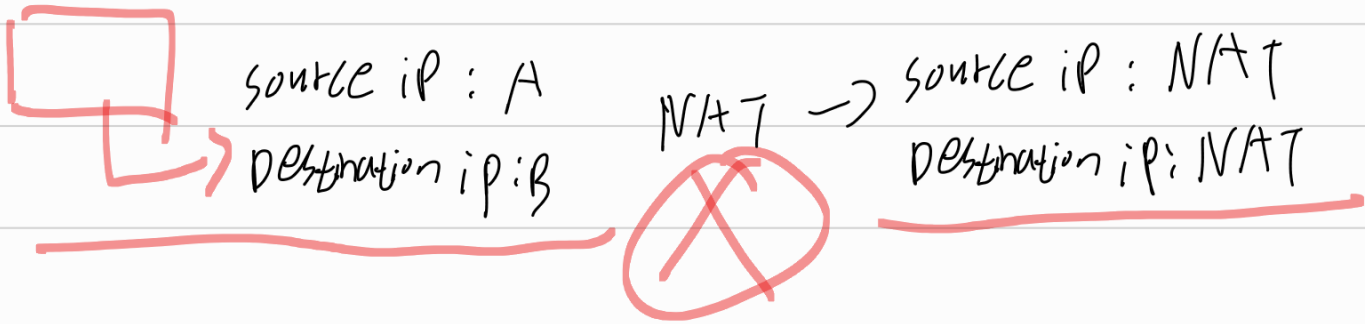 source ip : A
Destination ip : B
NAT →
source ip : NAT
Destination ip : NAT